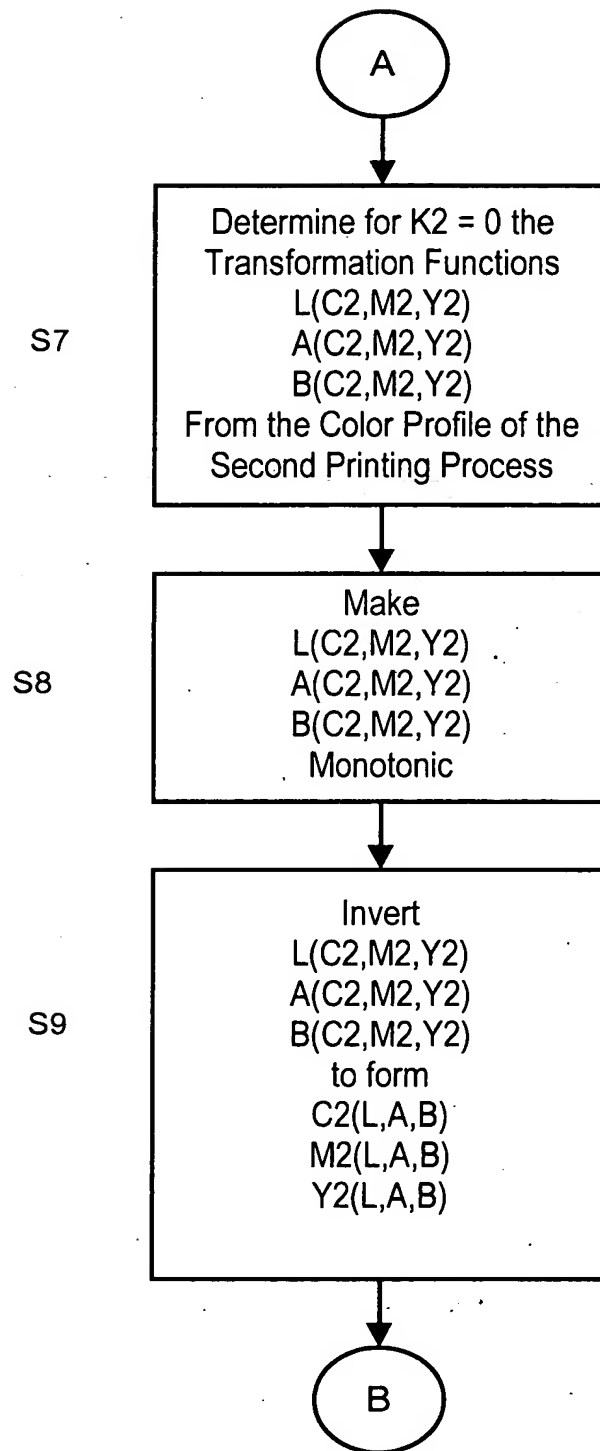 A
S7
Determine for K2 = 0 the
Transformation Functions
L(C2,M2,Y2)
A(C2,M2,Y2)
B(C2,M2,Y2)
From the Color Profile of the
Second Printing Process
S8
Make
L(C2,M2,Y2)
A(C2,M2,Y2)
B(C2,M2,Y2)
Monotonic
S9
Invert
L(C2,M2,Y2)
A(C2,M2,Y2)
B(C2,M2,Y2)
to form
C2(L,A,B)
M2(L,A,B)
Y2(L,A,B)
B